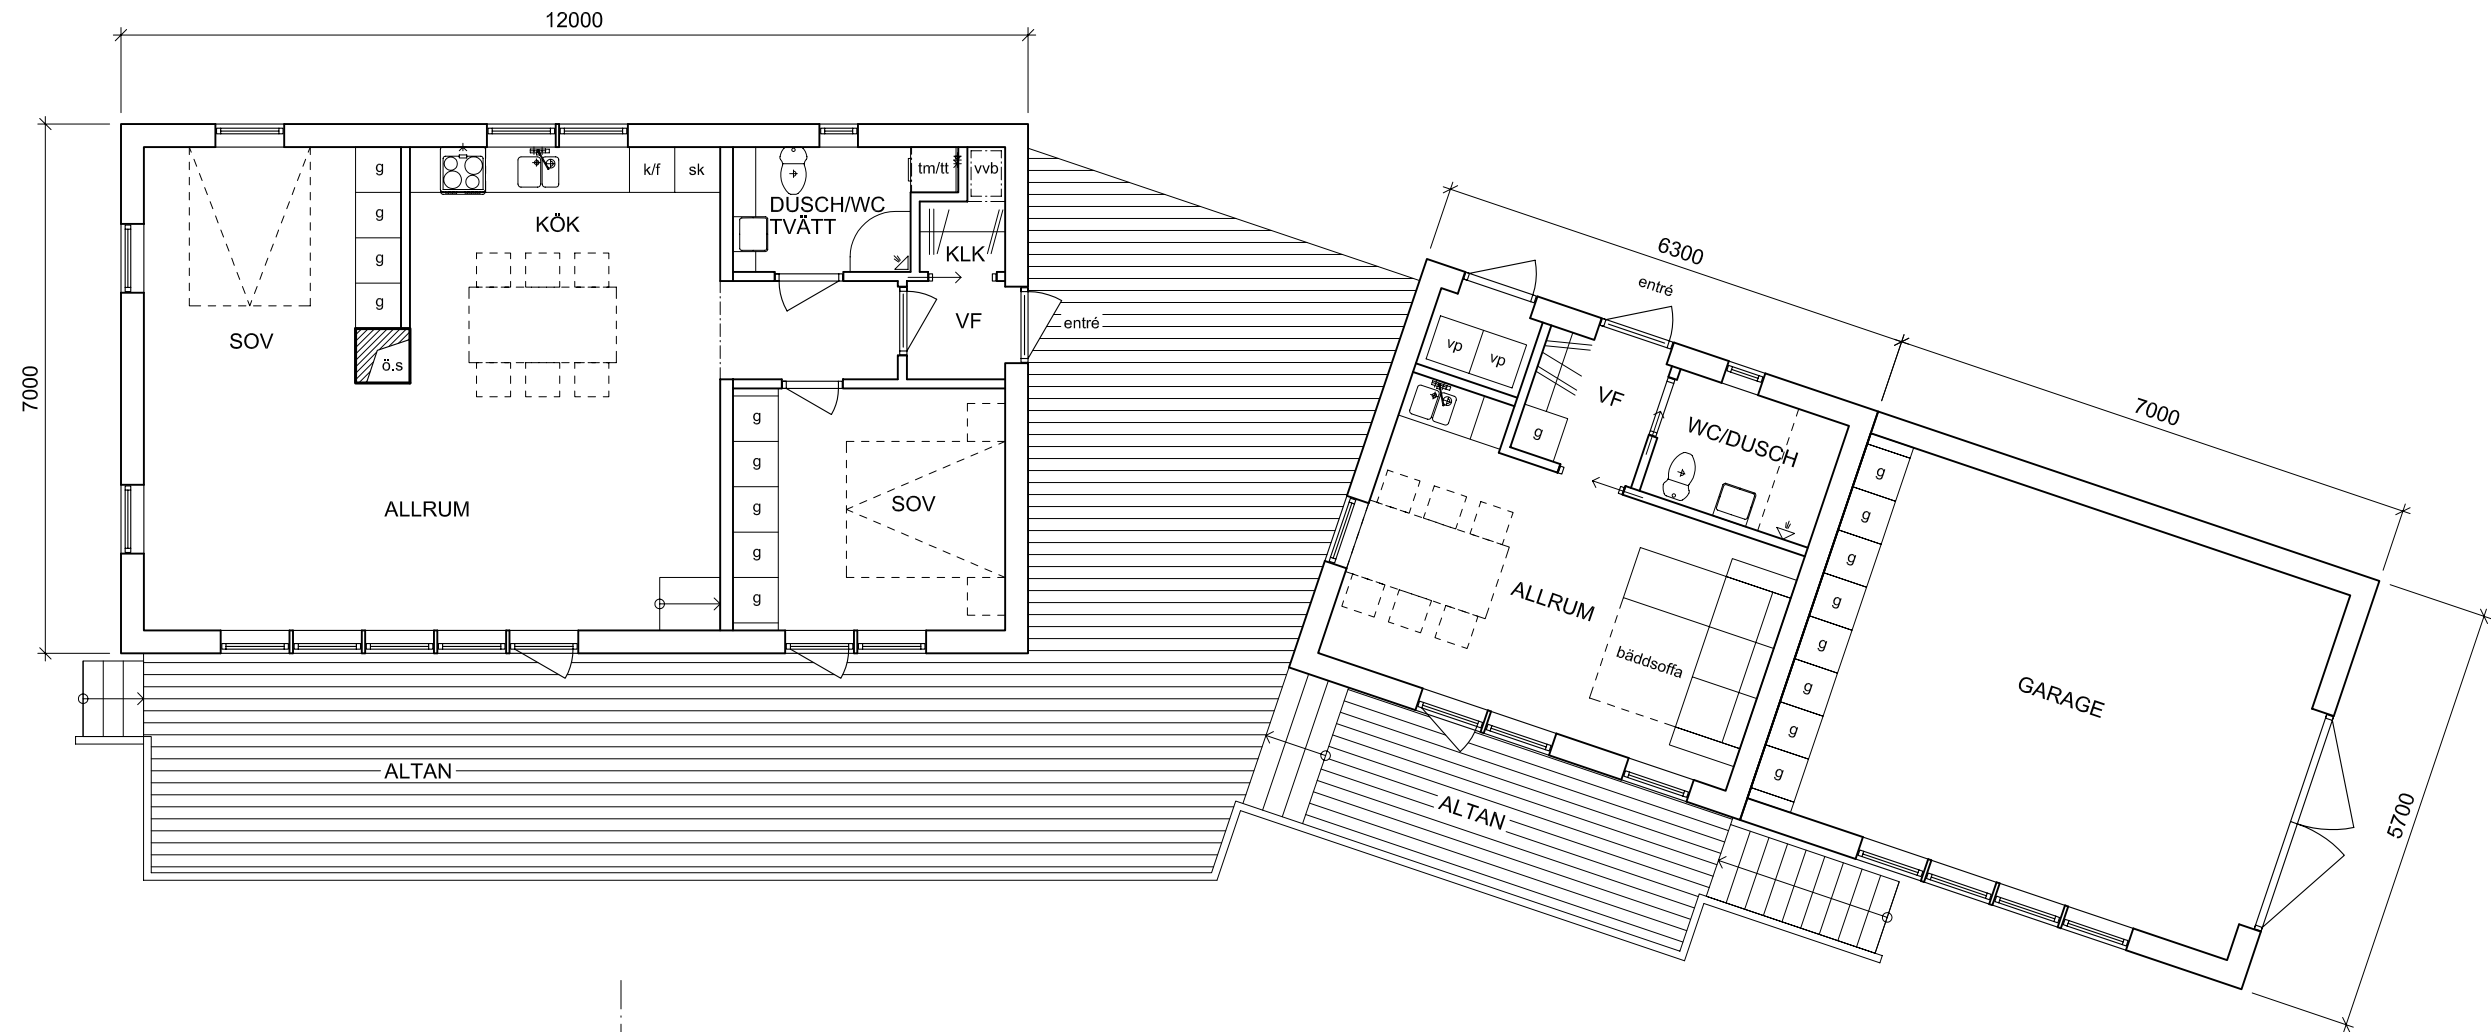 12000
7000
g
g
g
g
ö.s
SOV
k/f
sk
KÖK
ALLRUM
DUSCH/WC
TVÄTT
tm/tt
vvb
KLK
VF
entré
g
g
g
g
g
SOV
ALTAN
6300
7000
5700
entré
vp
vp
VF
g
WC/DUSCH
ALLRUM
bäddsoffa
ALTAN
g
g
g
g
g
g
g
g
GARAGE